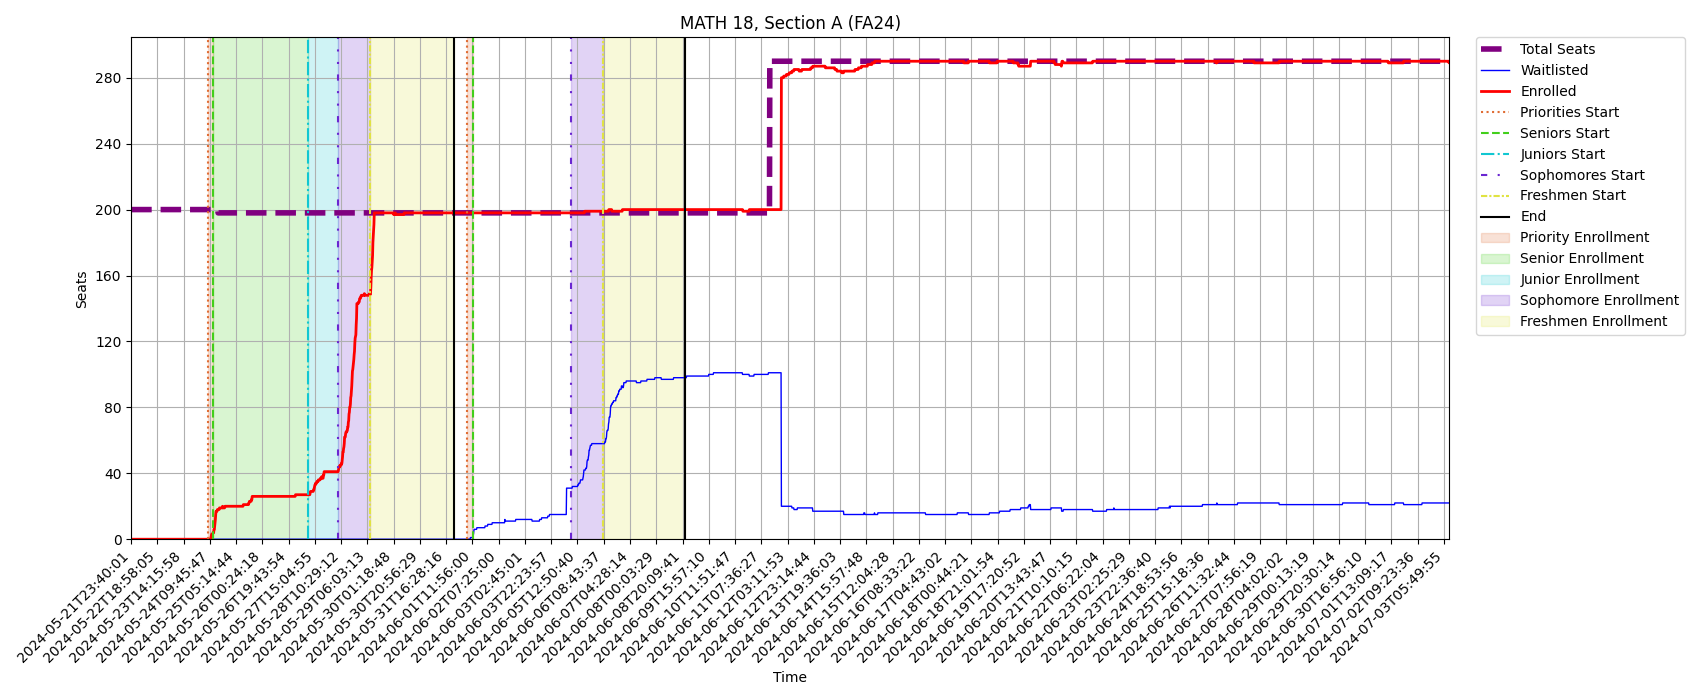 MATH 18, Section A (FA24)
Seats
280
240
200
160
120
80
40
0
2024-05-21T23:40:01
2024-05-22T18:58:05
2024-05-23T14:15:58
2024-05-24T09:45:47
2024-05-25T05:14:44
2024-05-26T00:24:18
2024-05-26T19:43:54
2024-05-27T15:04:55
2024-05-28T10:29:12
2024-05-29T06:03:13
2024-05-30T01:18:48
2024-05-30T20:56:29
2024-05-31T16:28:16
2024-06-01T11:56:00
2024-06-02T07:25:00
2024-06-03T02:45:01
2024-06-03T22:23:57
2024-06-05T12:50:40
2024-06-06T08:43:37
2024-06-07T04:28:14
2024-06-08T00:03:29
2024-06-08T20:09:41
2024-06-09T15:57:10
2024-06-10T11:51:47
2024-06-11T07:36:27
2024-06-12T03:11:53
2024-06-12T23:14:44
2024-06-13T19:36:03
2024-06-14T15:57:48
2024-06-15T12:04:28
2024-06-16T08:33:22
2024-06-17T04:43:02
2024-06-18T00:44:21
2024-06-18T21:01:54
2024-06-19T17:20:52
2024-06-20T13:43:47
2024-06-21T10:10:15
2024-06-22T06:22:04
2024-06-23T02:25:29
2024-06-23T22:36:40
2024-06-24T18:53:56
2024-06-25T15:18:36
2024-06-26T11:32:44
2024-06-27T07:56:19
2024-06-28T04:02:02
2024-06-29T00:13:19
2024-06-29T20:30:14
2024-06-30T16:56:10
2024-07-01T13:09:17
2024-07-02T09:23:36
2024-07-03T05:49:55
Time
Total Seats
Waitlisted
Enrolled
Priorities Start
Seniors Start
Juniors Start
Sophomores Start
Freshmen Start
End
Priority Enrollment
Senior Enrollment
Junior Enrollment
Sophomore Enrollment
Freshmen Enrollment